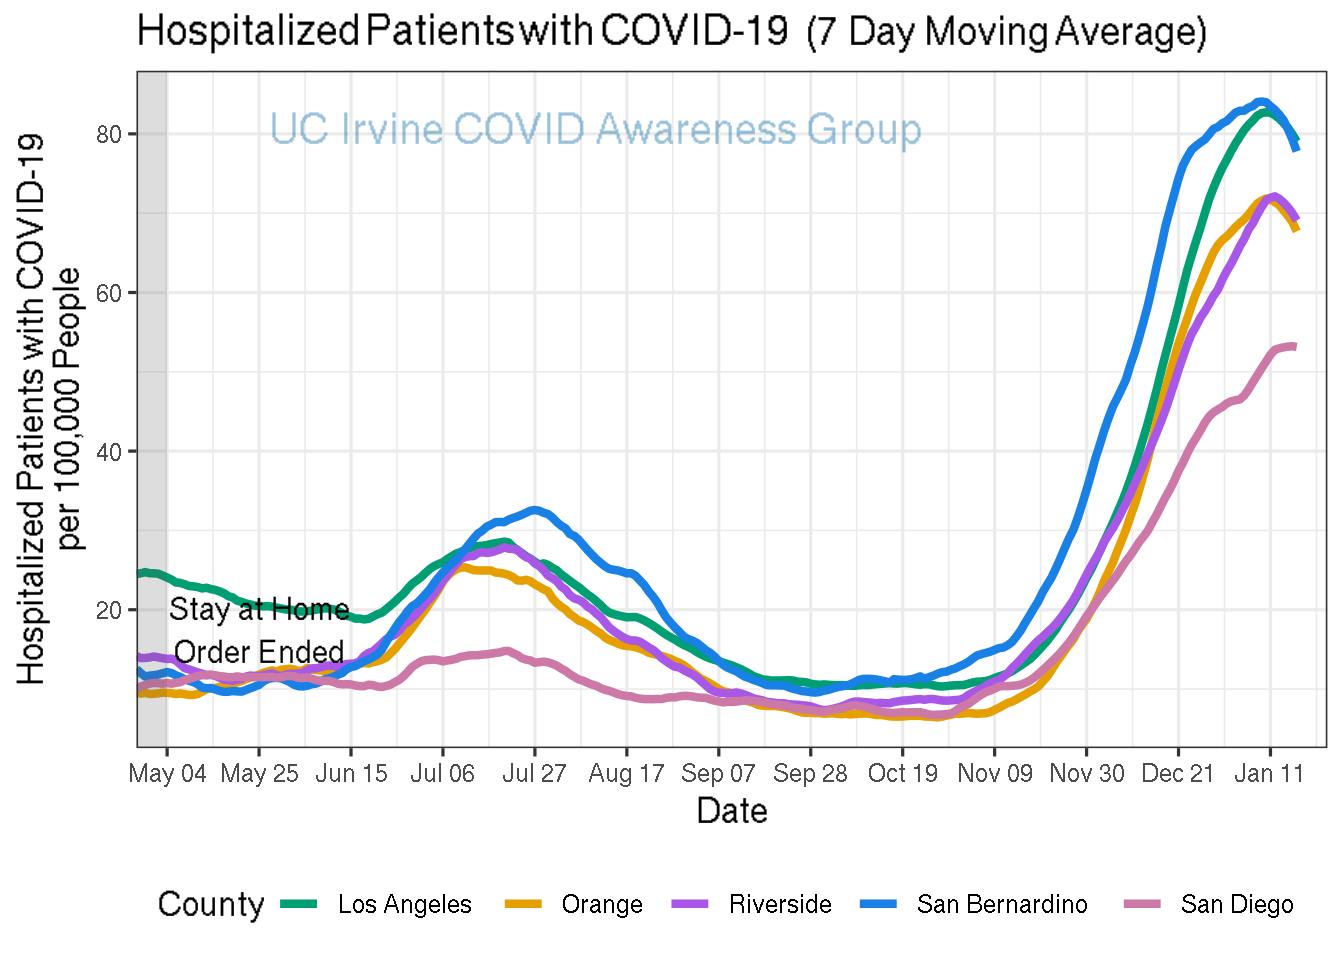 Hospitalized Patients with COVID-19 (7 Day Moving Average)
UC Irvine COVID Awareness Group
Hospitalized Patients with COVID-19
per 100,000 People
80
60
40
20
Stay at Home
Order Ended
May 04 May 25 Jun 15 Jul 06 Jul 27 Aug 17 Sep 07 Sep 28 Oct 19 Nov 09 Nov 30 Dec 21 Jan 11
Date
County Los Angeles Orange Riverside San Bernardino San Diego